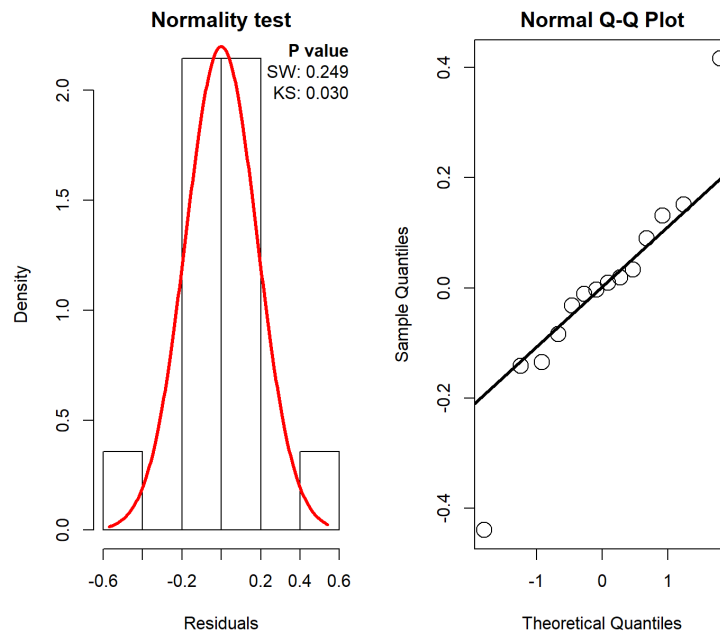 Normality test
P value
SW: 0.249
KS: 0.030
Density
0.0
0.5
1.0
1.5
2.0
-0.6
-0.2
0.2
0.4
0.6
Residuals
Normal Q-Q Plot
Sample Quantiles
-0.4
-0.2
0.0
0.2
0.4
-1
0
1
Theoretical Quantiles